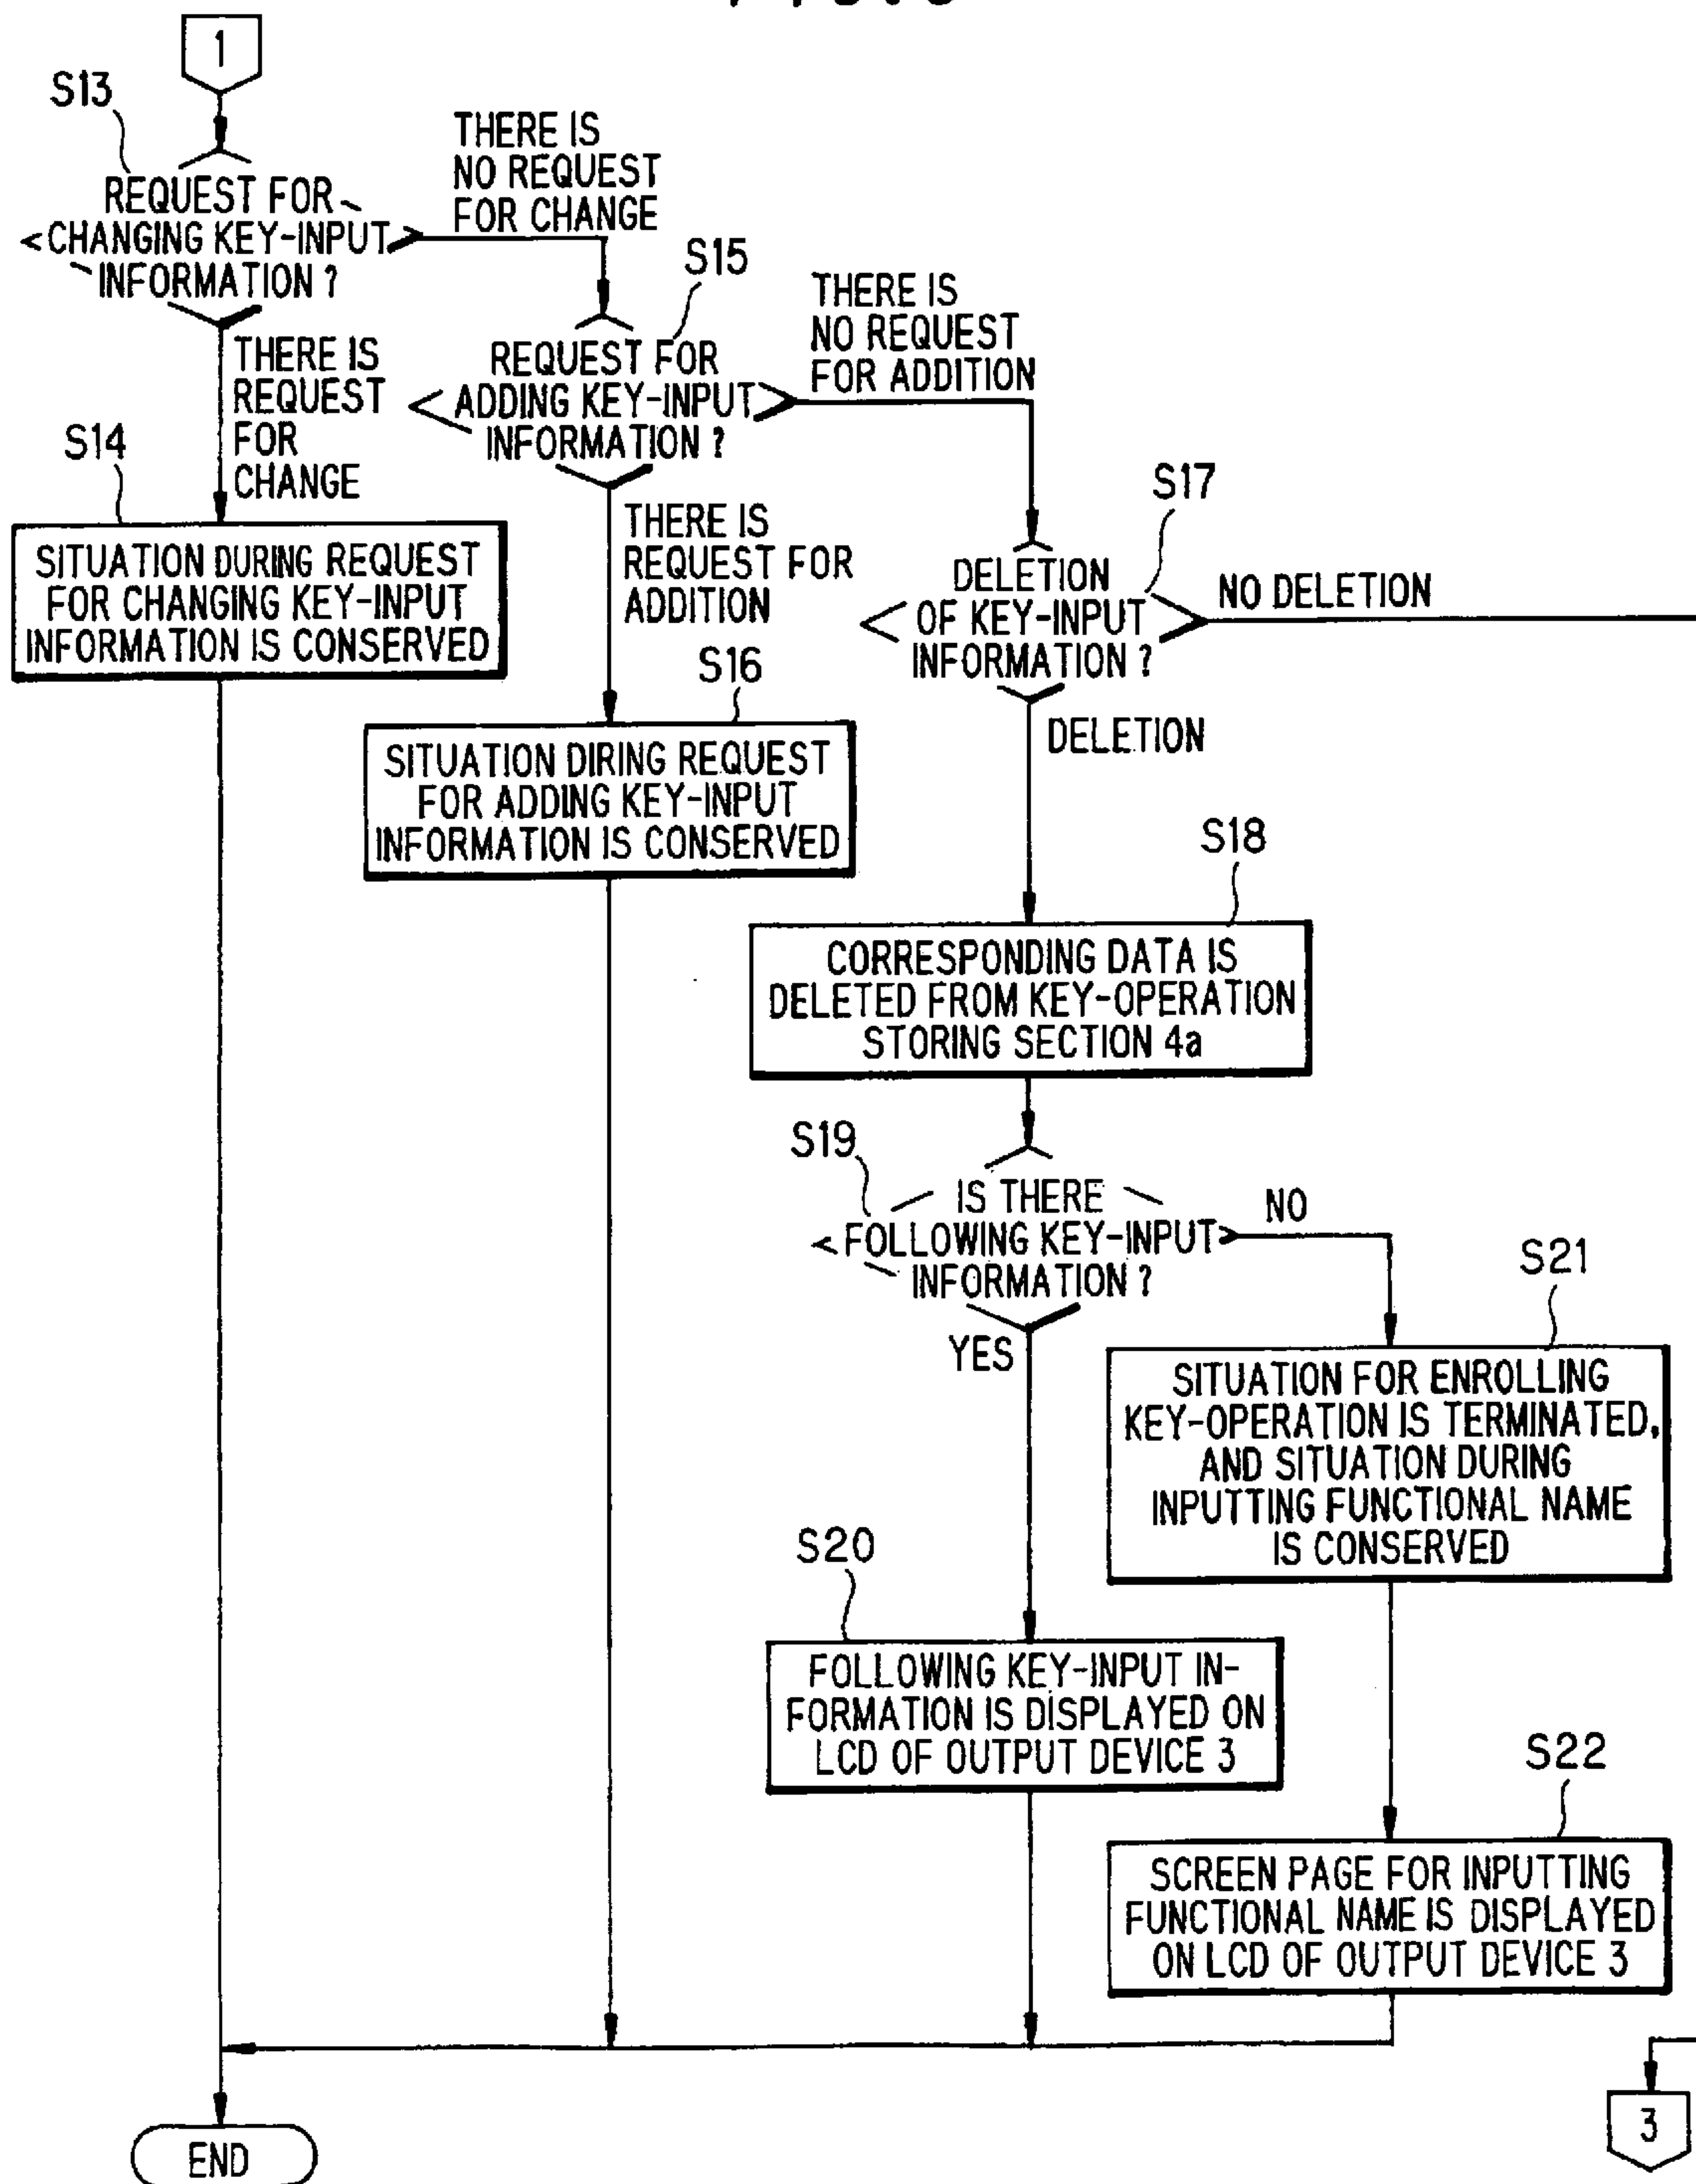 1
S13
REQUEST FOR
CHANGING KEY-INPUT
INFORMATION ?
THERE IS
NO REQUEST
FOR CHANGE
THERE IS
REQUEST
FOR
CHANGE
S14
SITUATION DURING REQUEST
FOR CHANGING KEY-INPUT
INFORMATION IS CONSERVED
S15
REQUEST FOR
ADDING KEY-INPUT
INFORMATION ?
THERE IS
NO REQUEST
FOR ADDITION
THERE IS
REQUEST FOR
ADDITION
S16
SITUATION DIRING REQUEST
FOR ADDING KEY-INPUT
INFORMATION IS CONSERVED
S17
DELETION
OF KEY-INPUT
INFORMATION ?
NO DELETION
DELETION
S18
CORRESPONDING DATA IS
DELETED FROM KEY-OPERATION
STORING SECTION 4a
S19
IS THERE
FOLLOWING KEY-INPUT
INFORMATION ?
NO
YES
S20
FOLLOWING KEY-INPUT IN-
FORMATION IS DISPLAYED ON
LCD OF OUTPUT DEVICE 3
S21
SITUATION FOR ENROLLING
KEY-OPERATION IS TERMINATED,
AND SITUATION DURING
INPUTTING FUNCTIONAL NAME
IS CONSERVED
S22
SCREEN PAGE FOR INPUTTING
FUNCTIONAL NAME IS DISPLAYED
ON LCD OF OUTPUT DEVICE 3
END
3